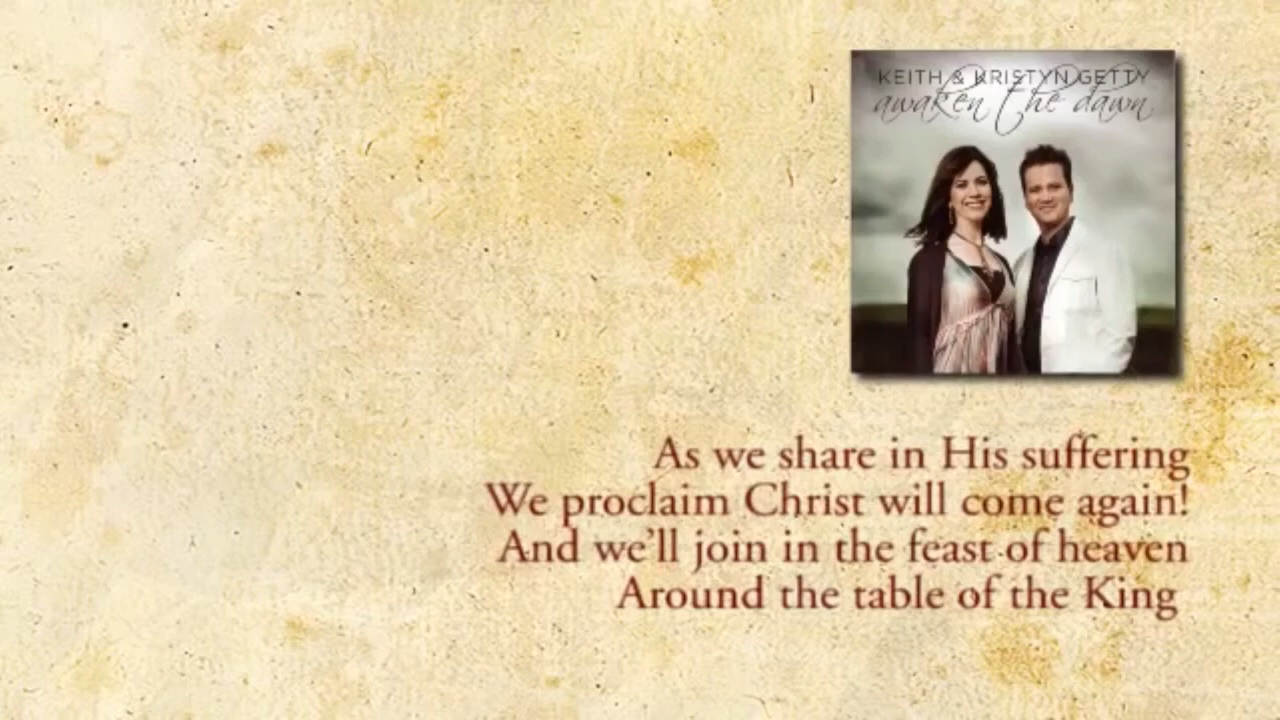 KEITH & KRISTYN GETTY
awaken the dawn
As we share in His suffering
We proclaim Christ will come again!
And we'll join in the feast of heaven
Around the table of the King